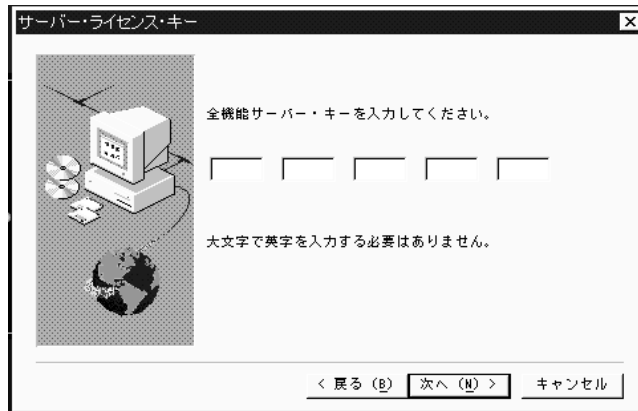 サーバー・ライセンス・キー
全機能サーバー・キーを入力してください。
大文字で英字を入力する必要はありません。
< 戻る (B)
次へ (N) >
キャンセル